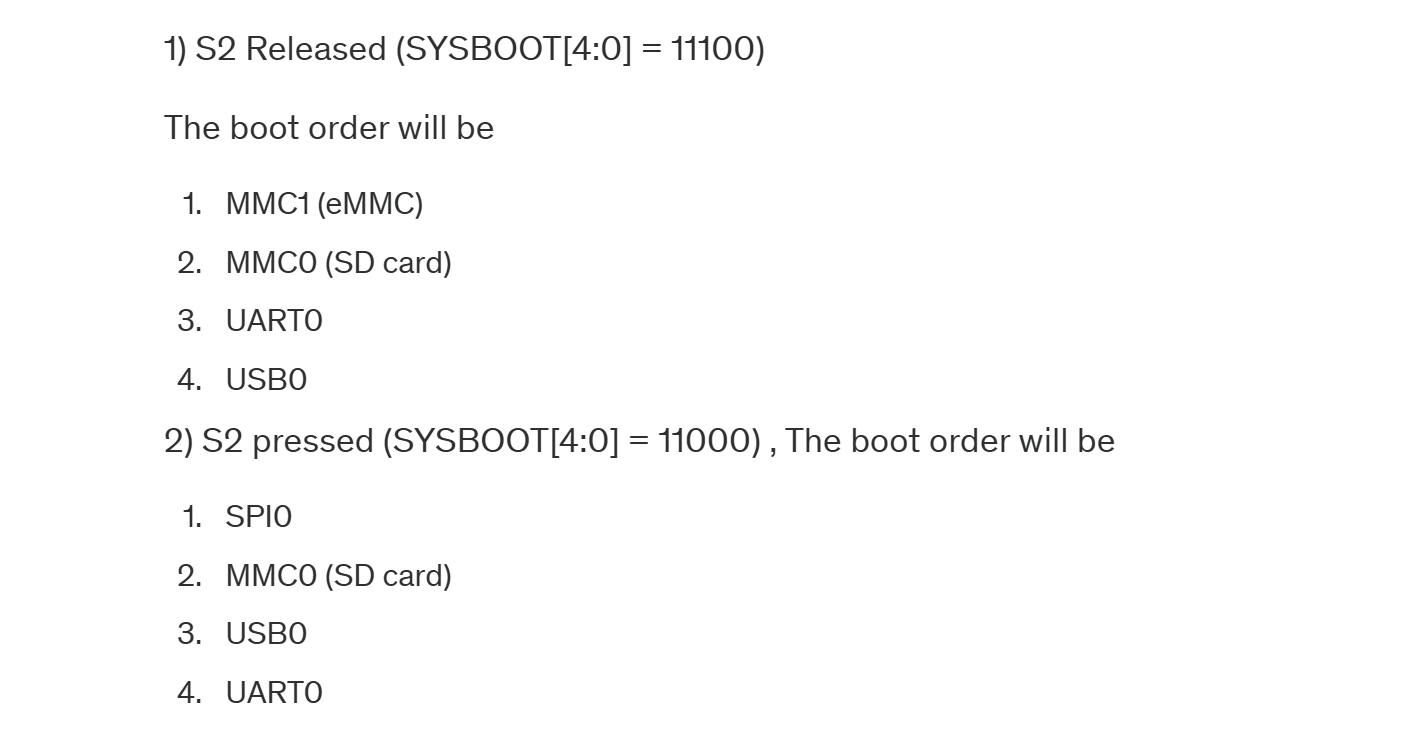 1) S2 Released (SYSBOOT[4:0] = 11100)
The boot order will be
1. MMC1 (eMMC)
2. MMC0 (SD card)
3. UART0
4. USB0
2) S2 pressed (SYSBOOT[4:0] = 11000) , The boot order will be
1. SPI0
2. MMC0 (SD card)
3. USB0
4. UART0